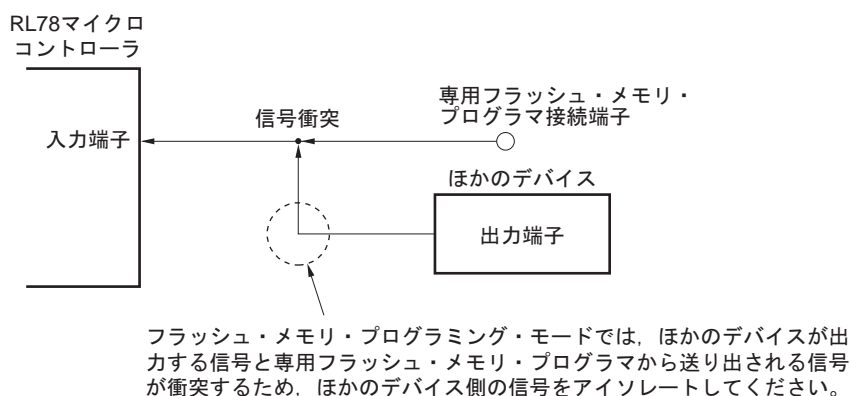 RL78マイクロ
コントローラ
専用フラッシュ・メモリ・
プログラマ接続端子
信号衝突
入力端子
ほかのデバイス
出力端子
フラッシュ・メモリ・プログラミング・モードでは，ほかのデバイスが出
力する信号と専用フラッシュ・メモリ・プログラマから送り出される信号
が衝突するため，ほかのデバイス側の信号をアイソレートしてください。